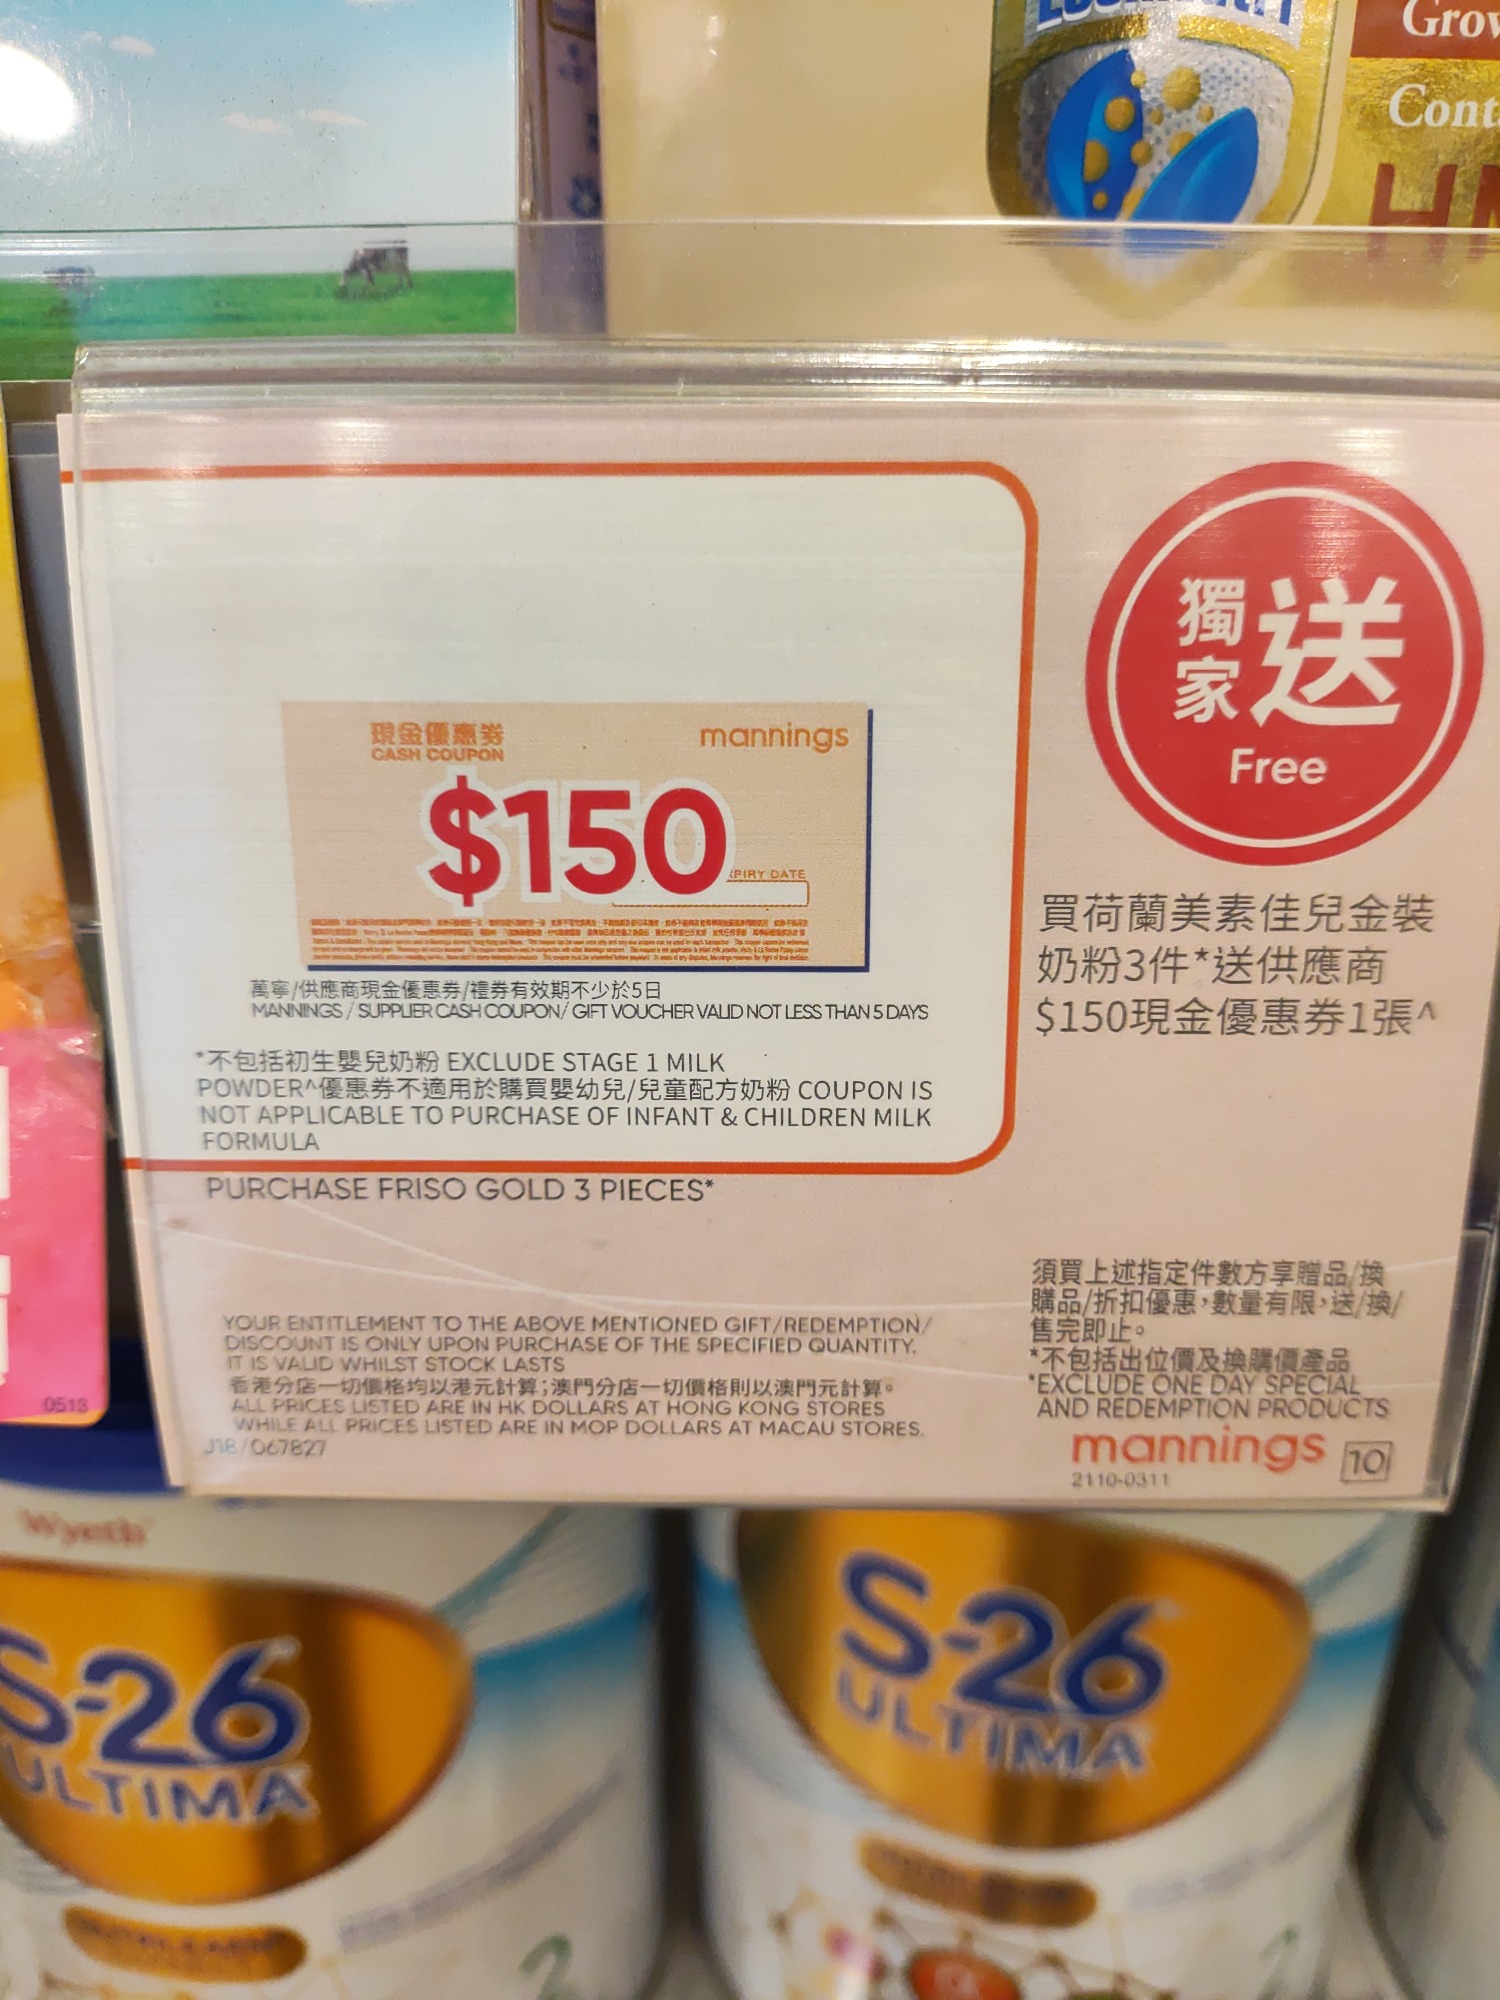 Grow
Cont
獨家送
Free
現金優惠券
mannings
CASH COUPON
$150
PIRY DATE
萬寧/供應商現金優惠券/禮券有效期不少於5日
MANNINGS / SUPPLIER CASH COUPON/ GIFT VOUCHER VALID NOT LESS THAN 5 DAYS
*不包括初生嬰兒奶粉 EXCLUDE STAGE 1 MILK
POWDER^優惠券不適用於購買嬰幼兒/兒童配方奶粉 COUPON IS
NOT APPLICABLE TO PURCHASE OF INFANT & CHILDREN MILK
FORMULA
PURCHASE FRISO GOLD 3 PIECES*
買荷蘭美素佳兒金裝
奶粉3件*送供應商
$150現金優惠券1張^
YOUR ENTITLEMENT TO THE ABOVE MENTIONED GIFT/REDEMPTION/
DISCOUNT IS ONLY UPON PURCHASE OF THE SPECIFIED QUANTITY.
IT IS VALID WHILST STOCK LASTS
香港分店一切價格均以港元計算;澳門分店一切價格則以澳門元計算。
ALL PRICES LISTED ARE IN HK DOLLARS AT HONG KONG STORES
WHILE ALL PRICES LISTED ARE IN MOP DOLLARS AT MACAU STORES.
J18/067827
須買上述指定件數方享贈品/換
購品/折扣優惠,數量有限,送/換/
售完即止。
*不包括出位價及換購價產品
*EXCLUDE ONE DAY SPECIAL
AND REDEMPTION PRODUCTS
mannings 10
2110-0311
0513
Wyeth
S-26
ULTIMA
S-26
ULTIMA
2